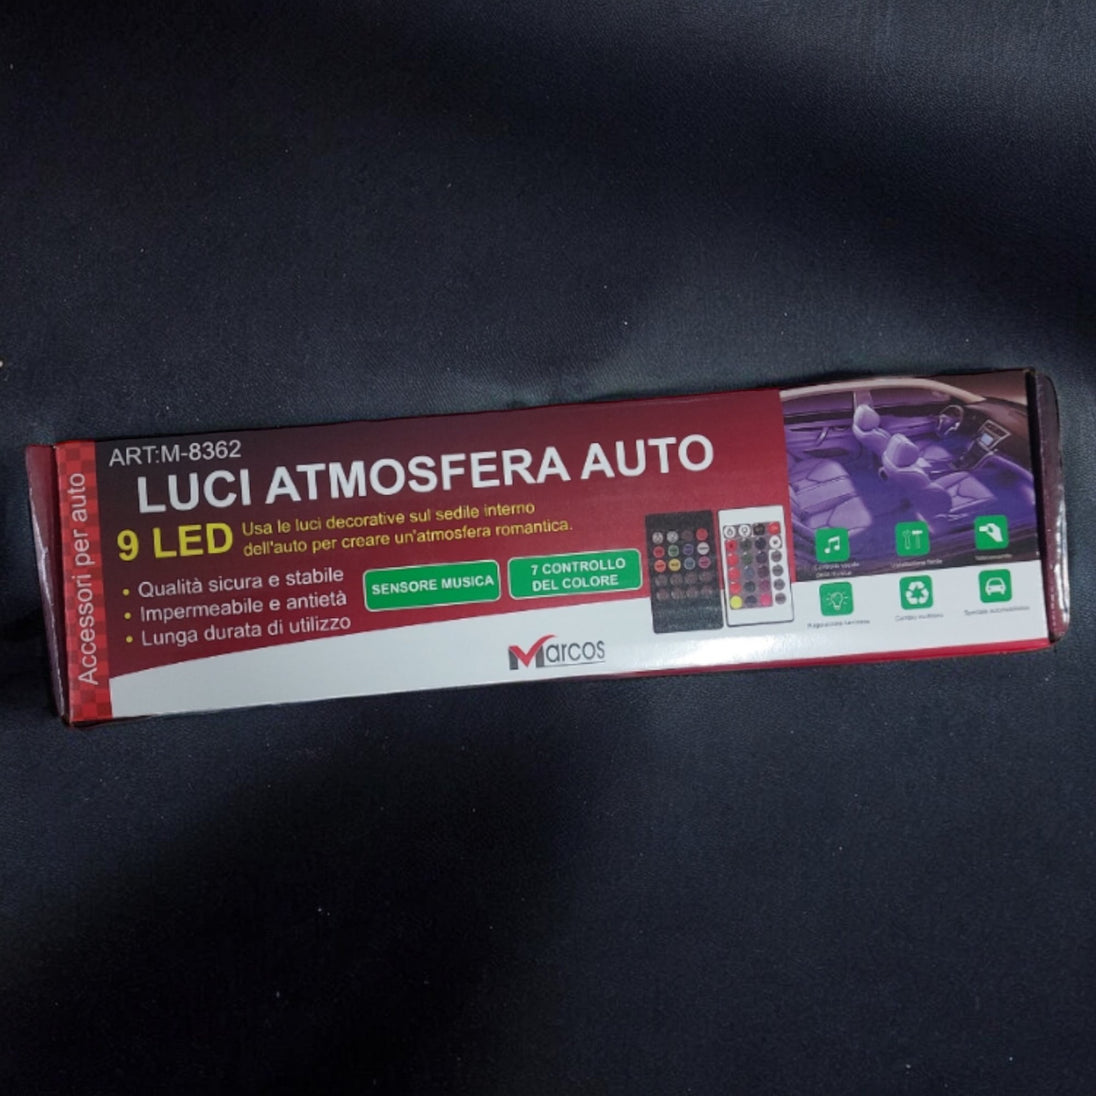 Accessori per auto
ART:M-8362
LUCI ATMOSFERA AUTO
9 LED
Usa le luci decorative sul sedile interno
dell'auto per creare un'atmosfera romantica.
• Qualità sicura e stabile
• Impermeabile e antietà
• Lunga durata di utilizzo
SENSORE MUSICA
7 CONTROLLO
DEL COLORE
Marcos